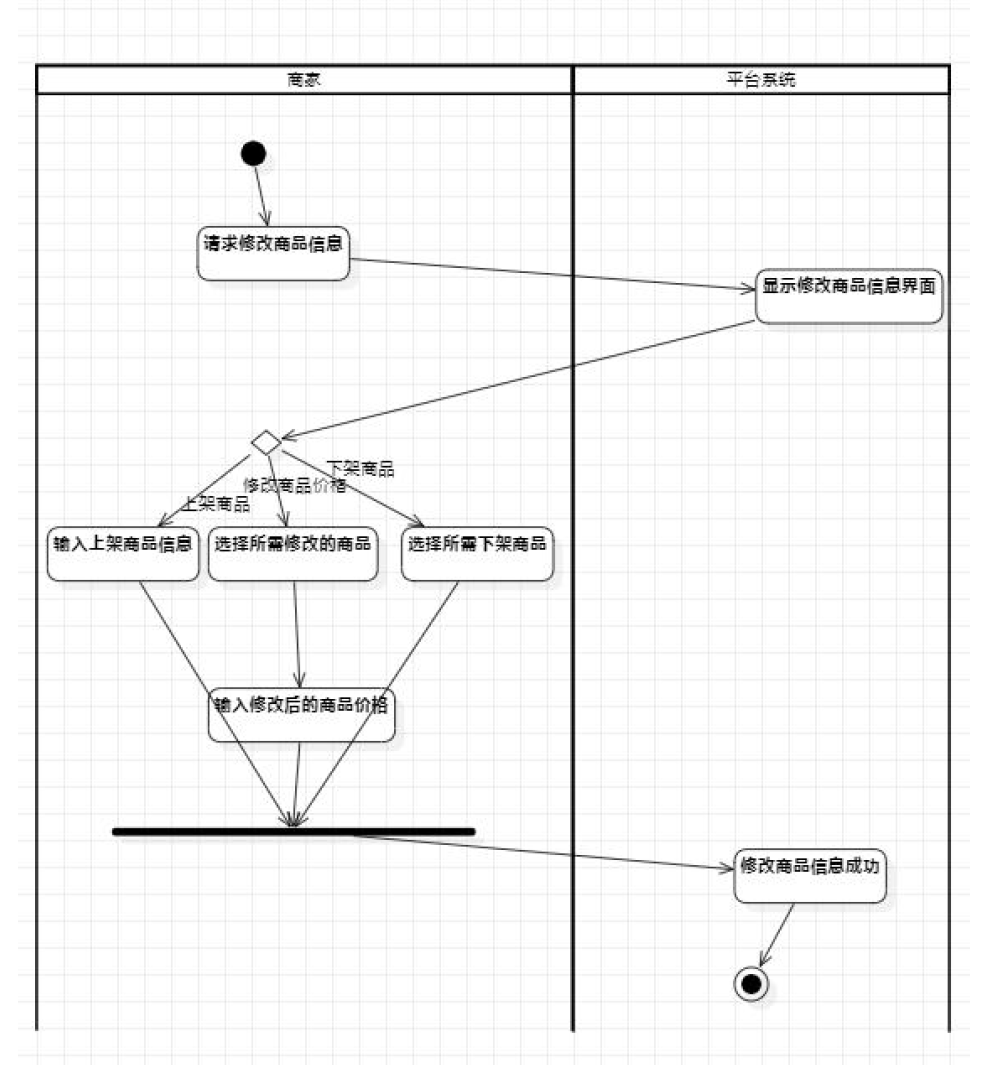 商家
平台系统
请求修改商品信息
显示修改商品信息界面
下架商品
修改商品价格
上架商品
输入上架商品信息
选择所需修改的商品
选择所需下架商品
输入修改后的商品价格
修改商品信息成功